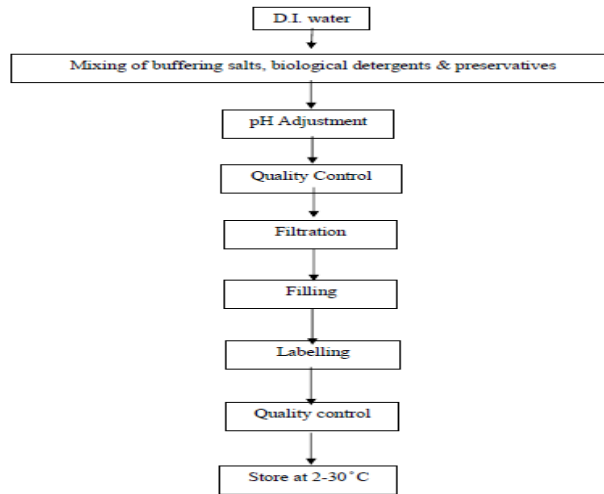 D.I. water
Mixing of buffering salts, biological detergents & preservatives
pH Adjustment
Quality Control
Filtration
Filling
Labelling
Quality control
Store at 2-30˚C